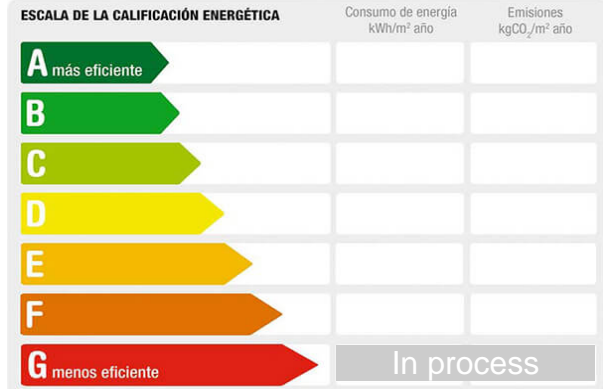 ESCALA DE LA CALIFICACIÓN ENERGÉTICA
Consumo de energía
kWh/m² año
Emisiones
kgCO₂/m² año
A más eficiente
B
C
D
E
F
G menos eficiente
In process